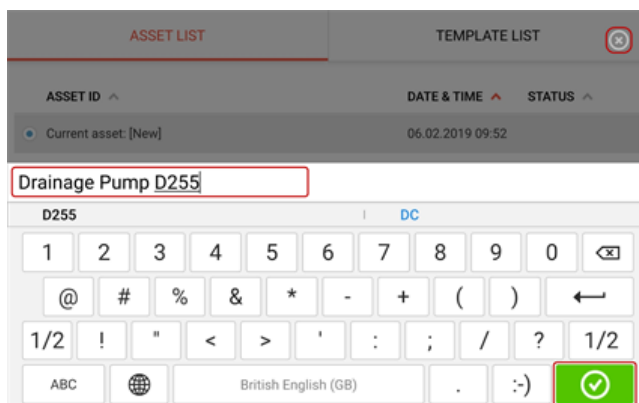 ASSET LIST TEMPLATE LIST
ASSET ID DATE & TIME STATUS
Current asset: [New] 06.02.2019 09:52
Drainage Pump D255
D255 DC
1 2 3 4 5 6 7 8 9 0
@ # % & * - + ( )
1/2 ! " < > ' : ; / ? 1/2
ABC British English (GB) . :-)